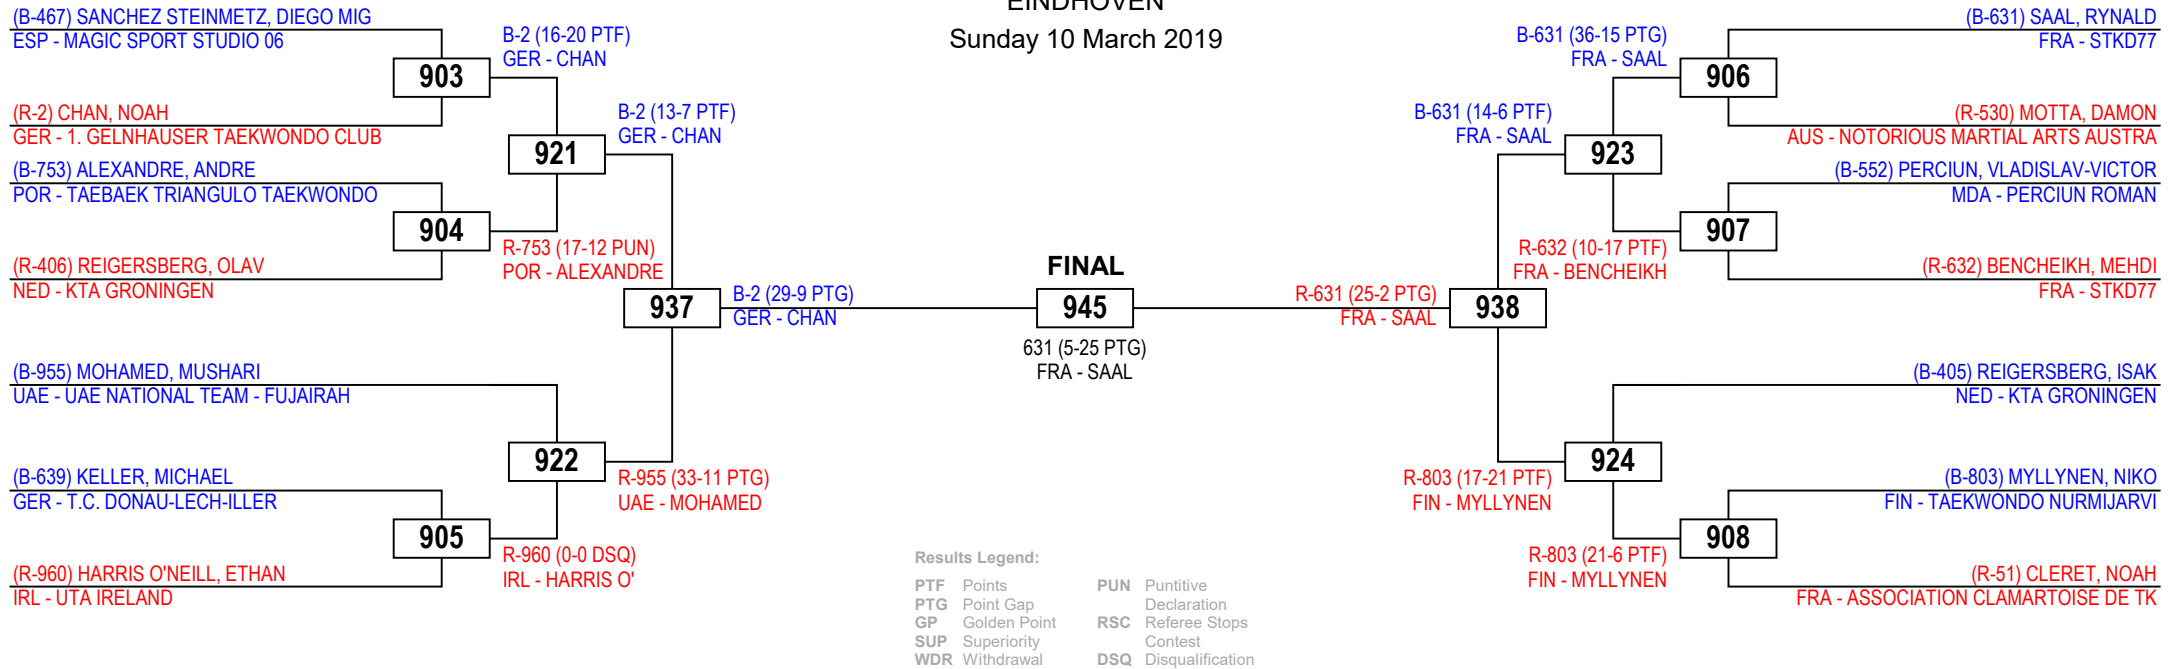 EINDHOVEN
Sunday 10 March 2019
(B-467) SANCHEZ STEINMETZ, DIEGO MIG
ESP - MAGIC SPORT STUDIO 06
903
(R-2) CHAN, NOAH
GER - 1. GELNHAUSER TAEKWONDO CLUB
B-2 (16-20 PTF)
GER - CHAN
(B-753) ALEXANDRE, ANDRE
POR - TAEBAEK TRIANGULO TAEKWONDO
904
(R-406) REIGERSBERG, OLAV
NED - KTA GRONINGEN
R-753 (17-12 PUN)
POR - ALEXANDRE
921
B-2 (13-7 PTF)
GER - CHAN
(B-955) MOHAMED, MUSHARI
UAE - UAE NATIONAL TEAM - FUJAIRAH
(B-639) KELLER, MICHAEL
GER - T.C. DONAU-LECH-ILLER
905
(R-960) HARRIS O'NEILL, ETHAN
IRL - UTA IRELAND
R-960 (0-0 DSQ)
IRL - HARRIS O'
922
R-955 (33-11 PTG)
UAE - MOHAMED
937
B-2 (29-9 PTG)
GER - CHAN
FINAL
945
631 (5-25 PTG)
FRA - SAAL
R-631 (25-2 PTG)
FRA - SAAL
938
B-631 (14-6 PTF)
FRA - SAAL
923
B-631 (36-15 PTG)
FRA - SAAL
906
(B-631) SAAL, RYNALD
FRA - STKD77
(R-530) MOTTA, DAMON
AUS - NOTORIOUS MARTIAL ARTS AUSTRA
(B-552) PERCIUN, VLADISLAV-VICTOR
MDA - PERCIUN ROMAN
907
R-632 (10-17 PTF)
FRA - BENCHEIKH
(R-632) BENCHEIKH, MEHDI
FRA - STKD77
(B-405) REIGERSBERG, ISAK
NED - KTA GRONINGEN
924
R-803 (17-21 PTF)
FIN - MYLLYNEN
(B-803) MYLLYNEN, NIKO
FIN - TAEKWONDO NURMIJARVI
908
R-803 (21-6 PTF)
FIN - MYLLYNEN
(R-51) CLERET, NOAH
FRA - ASSOCIATION CLAMARTOISE DE TK
Results Legend:
PTF Points
PTG Point Gap
GP Golden Point
SUP Superiority
WDR Withdrawal
PUN Puntitive
Declaration
RSC Referee Stops
Contest
DSQ Disqualification